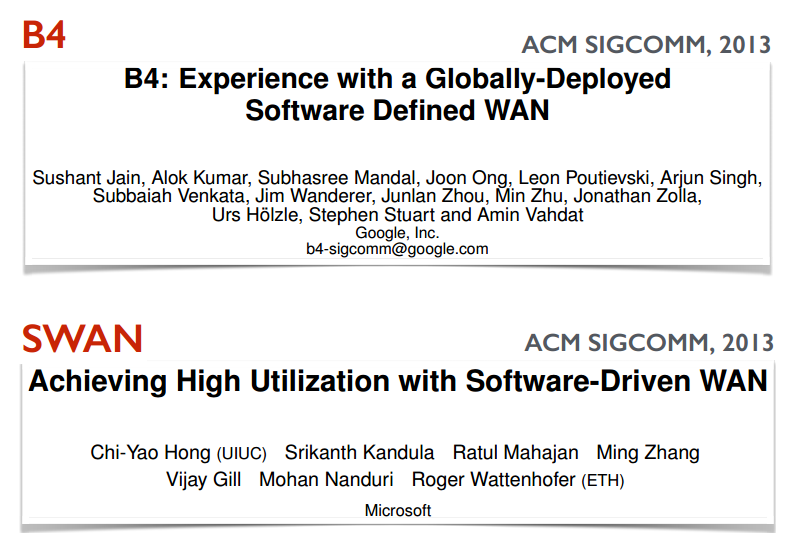 B4
ACM SIGCOMM, 2013
B4: Experience with a Globally-Deployed
Software Defined WAN
Sushant Jain, Alok Kumar, Subhasree Mandal, Joon Ong, Leon Poutievski, Arjun Singh,
Subbaiah Venkata, Jim Wanderer, Junlan Zhou, Min Zhu, Jonathan Zolla,
Urs Hölzle, Stephen Stuart and Amin Vahdat
Google, Inc.
b4-sigcomm@google.com
SWAN
ACM SIGCOMM, 2013
Achieving High Utilization with Software-Driven WAN
Chi-Yao Hong (UIUC) Srikanth Kandula Ratul Mahajan Ming Zhang
Vijay Gill Mohan Nanduri Roger Wattenhofer (ETH)
Microsoft